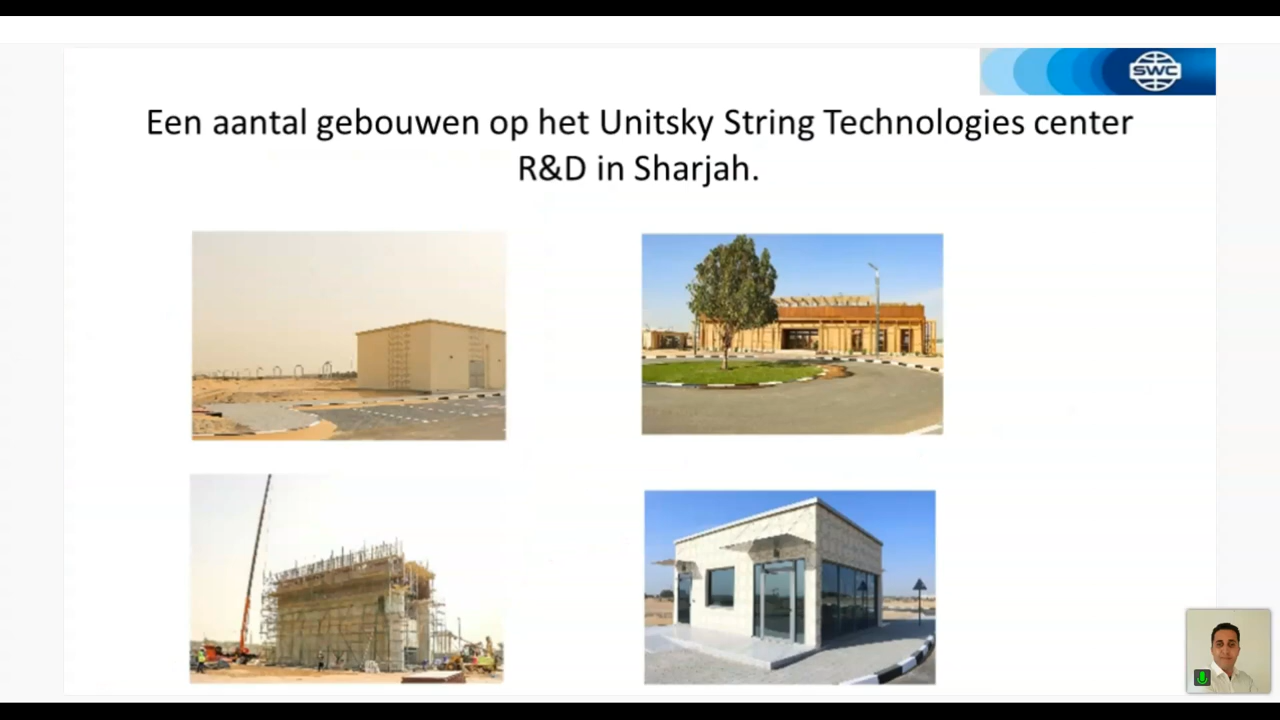 SWC
Een aantal gebouwen op het Unitsky String Technologies center
R&D in Sharjah.